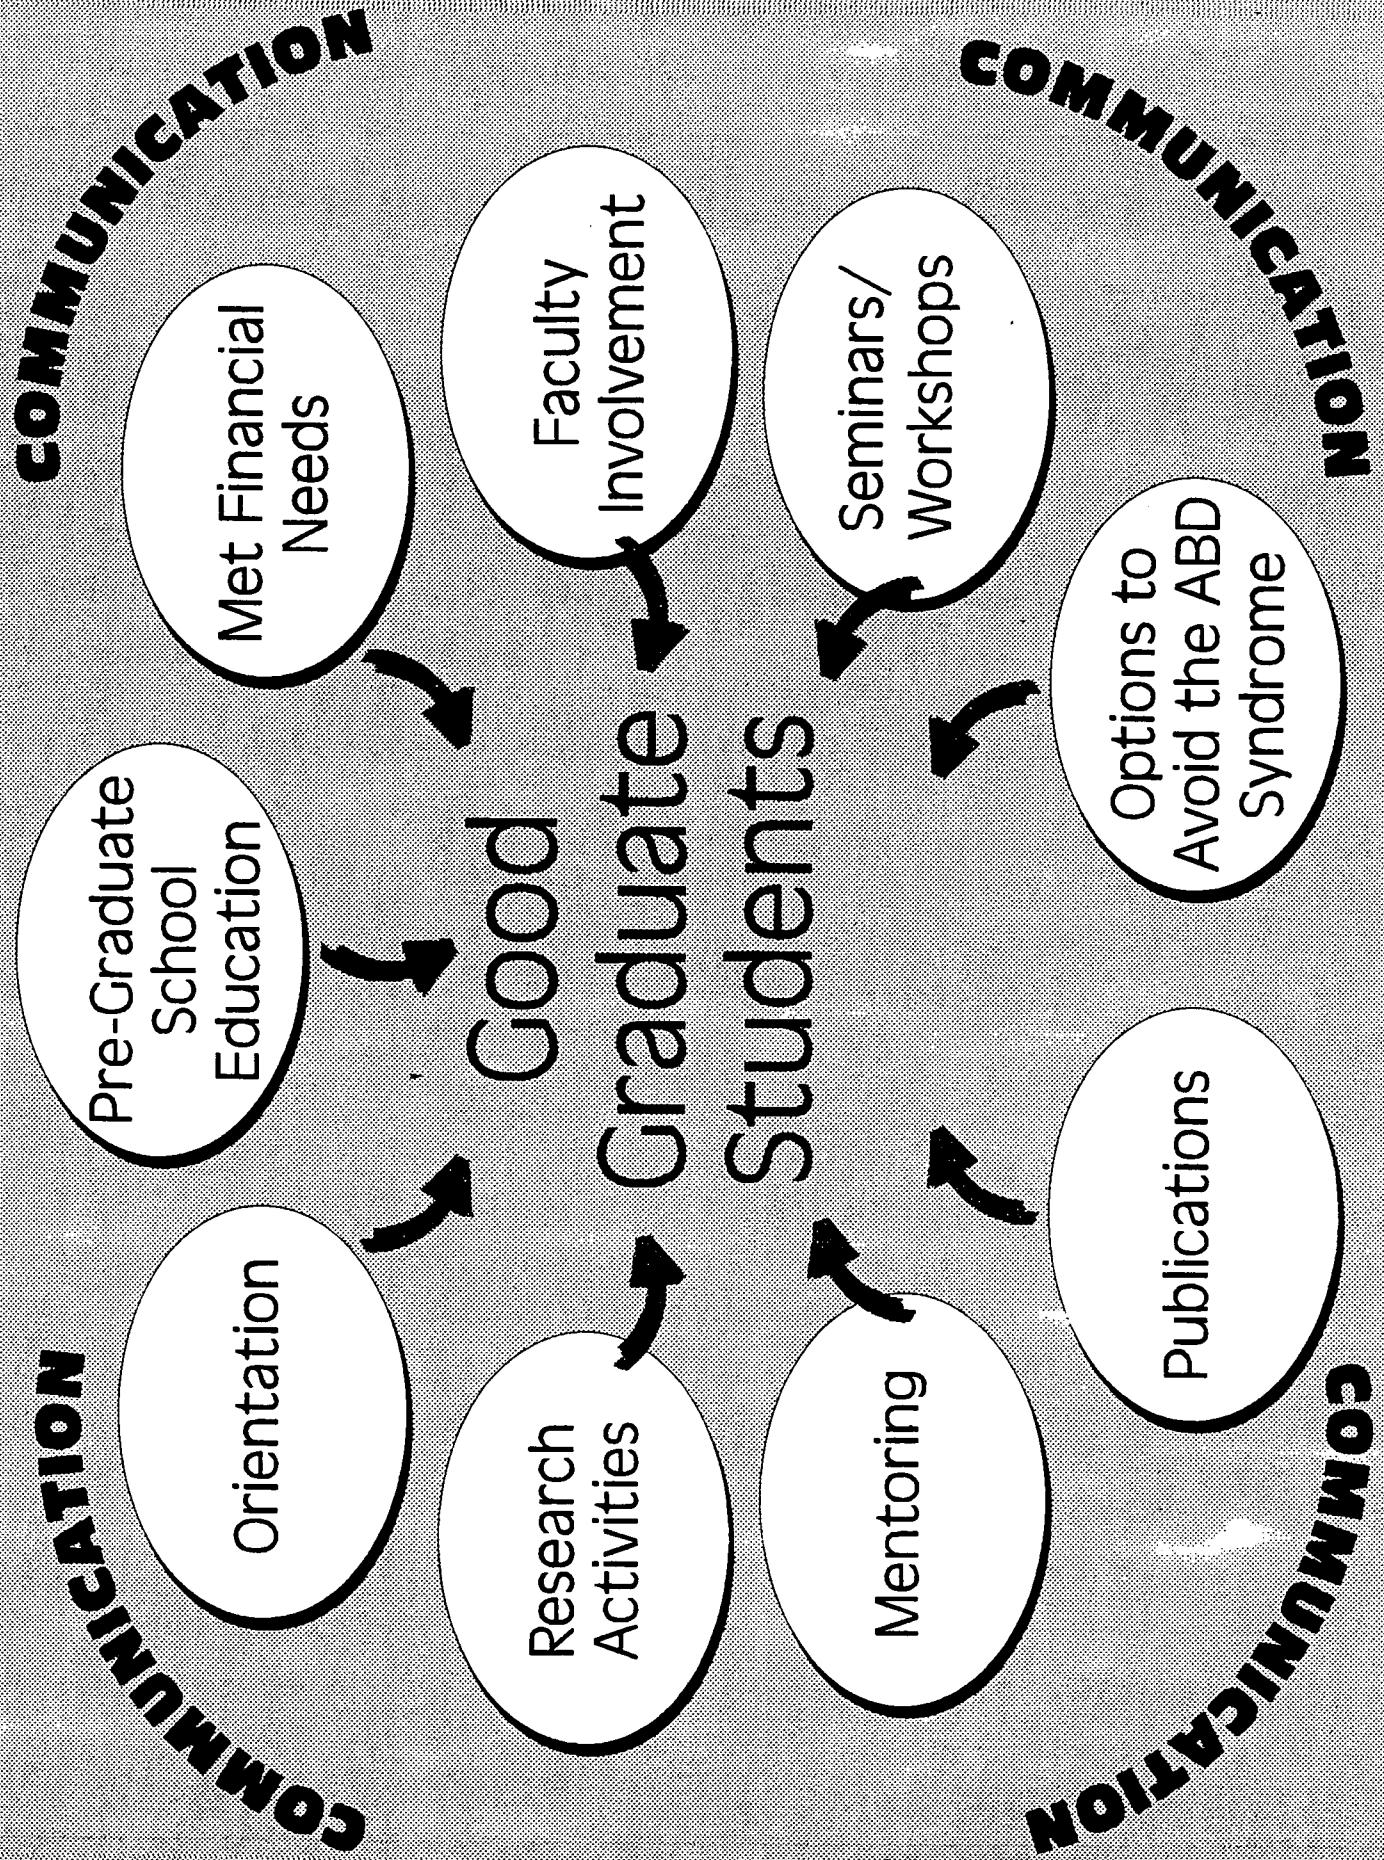 COMMUNICATION
COMMUNICATION
Pre-Graduate
School
Education
Orientation
Met Financial
Needs
Research
Activities
Faculty
Involvement
Good
Graduate
Students
Mentoring
Seminars/
Workshops
Publications
Options to
Avoid the ABD
Syndrome
COMMUNICATION
COMMUNICATION